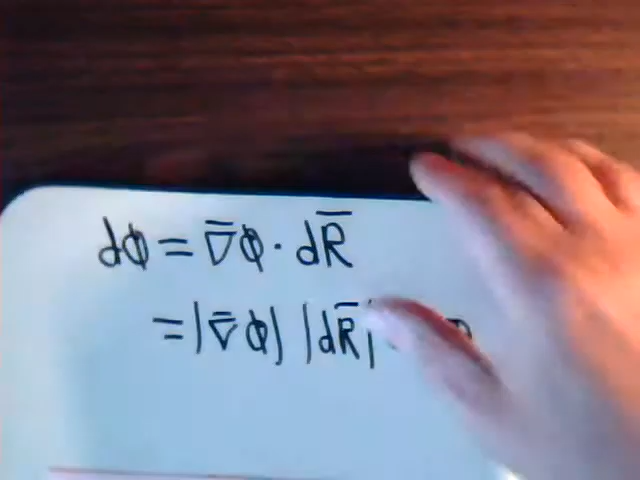 dϕ = ∇̄ϕ · dR̄
= |∇̄ϕ| |dR̄|